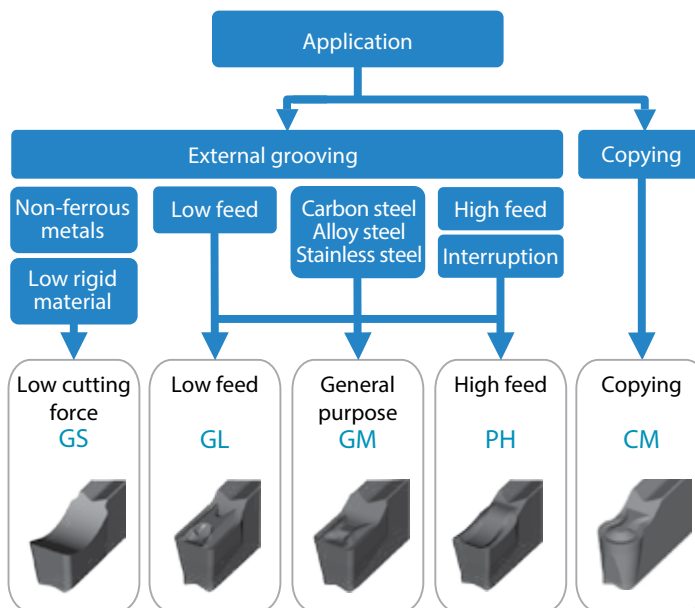 Application
External grooving
Copying
Non-ferrous
metals
Low feed
Carbon steel
Alloy steel
Stainless steel
High feed
Low rigid
material
Interruption
Low cutting
force
GS
Low feed
GL
General
purpose
GM
High feed
PH
Copying
CM